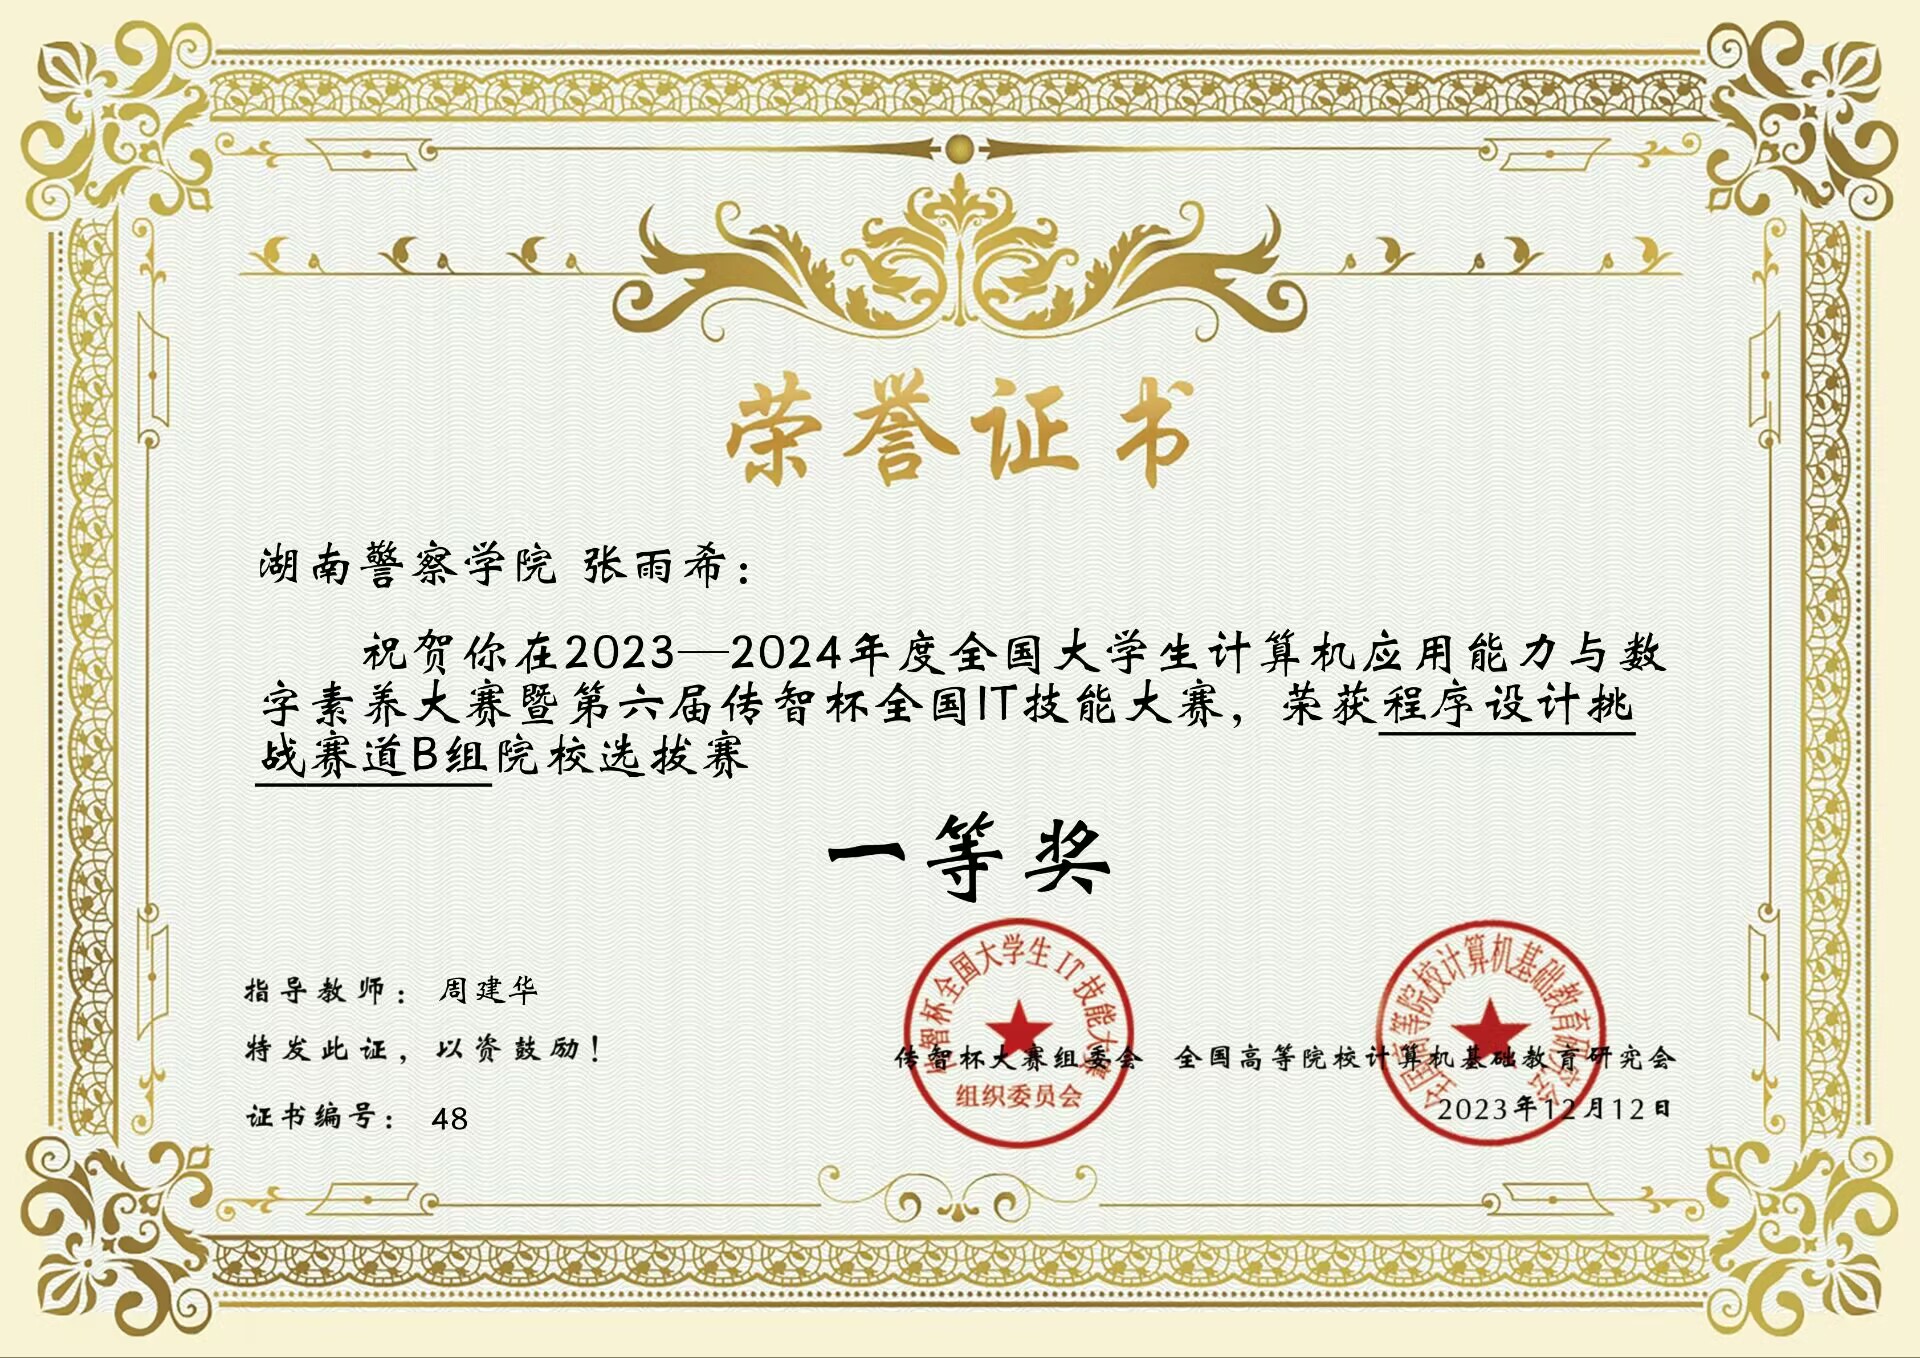 荣誉证书
湖南警察学院 张雨希：
祝贺你在2023—2024年度全国大学生计算机应用能力与数
字素养大赛暨第六届传智杯全国IT技能大赛，荣获程序设计挑
战赛道B组院校选拔赛
一等奖
指导教师： 周建华
特发此证，以资鼓励！
证书编号： 48
传智杯全国大学生IT技能大赛
组织委员会
传智杯大赛组委会
全国高等院校计算机基础教育研究会
全国高等院校计算机基础教育研究会
2023年12月12日